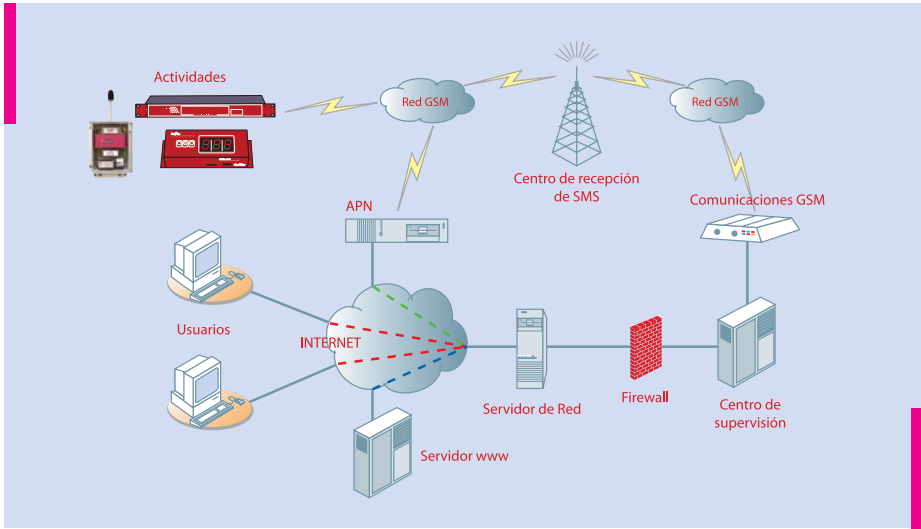 Actividades
Red GSM
Red GSM
Centro de recepción
de SMS
Comunicaciones GSM
APN
Usuarios
INTERNET
Servidor de Red
Firewall
Centro de
supervisión
Servidor www